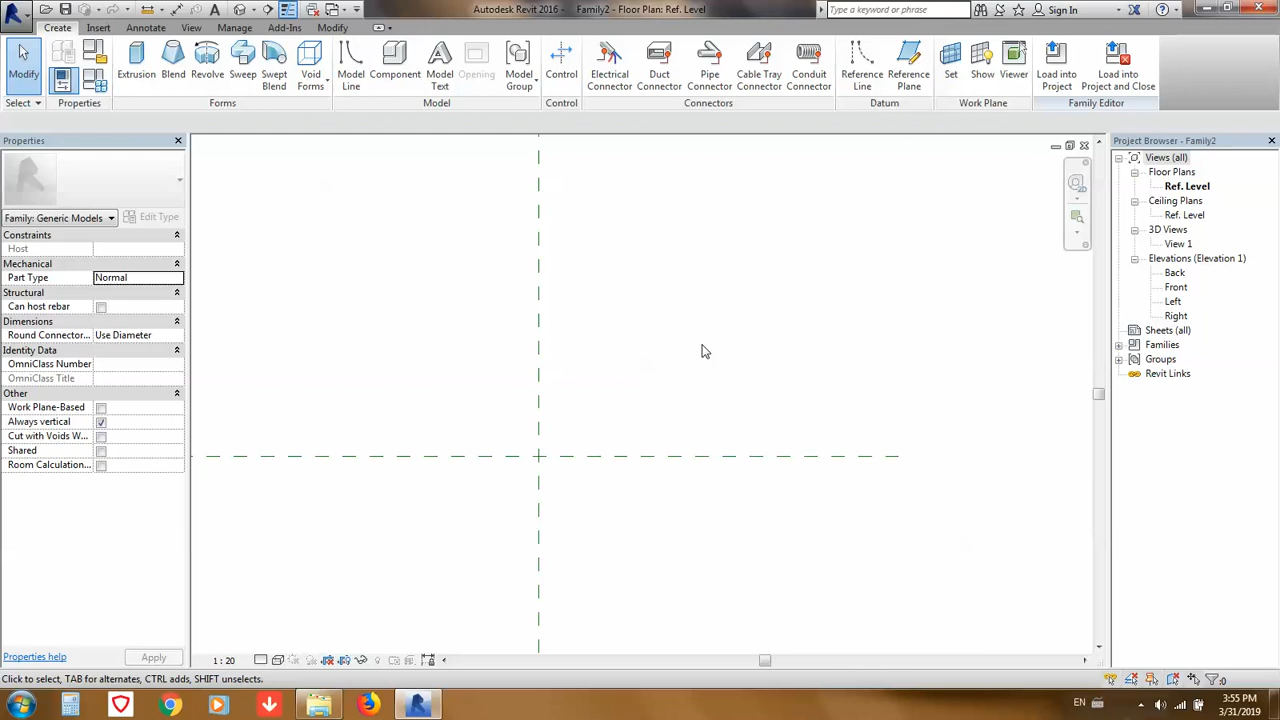 Autodesk Revit 2016 - Family2 - Floor Plan: Ref. Level
Type a keyword or phrase
Sign In
Create Insert Annotate View Manage Add-Ins Modify
Modify
Extrusion Blend Revolve Sweep Swept Blend Void Forms
Model Line Component Model Text Opening Model Group
Control
Electrical Connector Duct Connector Pipe Connector Cable Tray Connector Conduit Connector
Reference Line Reference Plane
Set Show Viewer
Load into Project Load into Project and Close
Select Properties Forms Model Control Connectors Datum Work Plane Family Editor
Properties
Family: Generic Models
Edit Type
Constraints
Host
Mechanical
Part Type Normal
Structural
Can host rebar
Dimensions
Round Connector... Use Diameter
Identity Data
OmniClass Number
OmniClass Title
Other
Work Plane-Based
Always vertical
Cut with Voids W...
Shared
Room Calculation...
Properties help
Apply
2D
Project Browser - Family2
Views (all)
Floor Plans
Ref. Level
Ceiling Plans
Ref. Level
3D Views
View 1
Elevations (Elevation 1)
Back
Front
Left
Right
Sheets (all)
Families
Groups
Revit Links
1 : 20
Click to select, TAB for alternates, CTRL adds, SHIFT unselects.
:0
EN
3:55 PM
3/31/2019